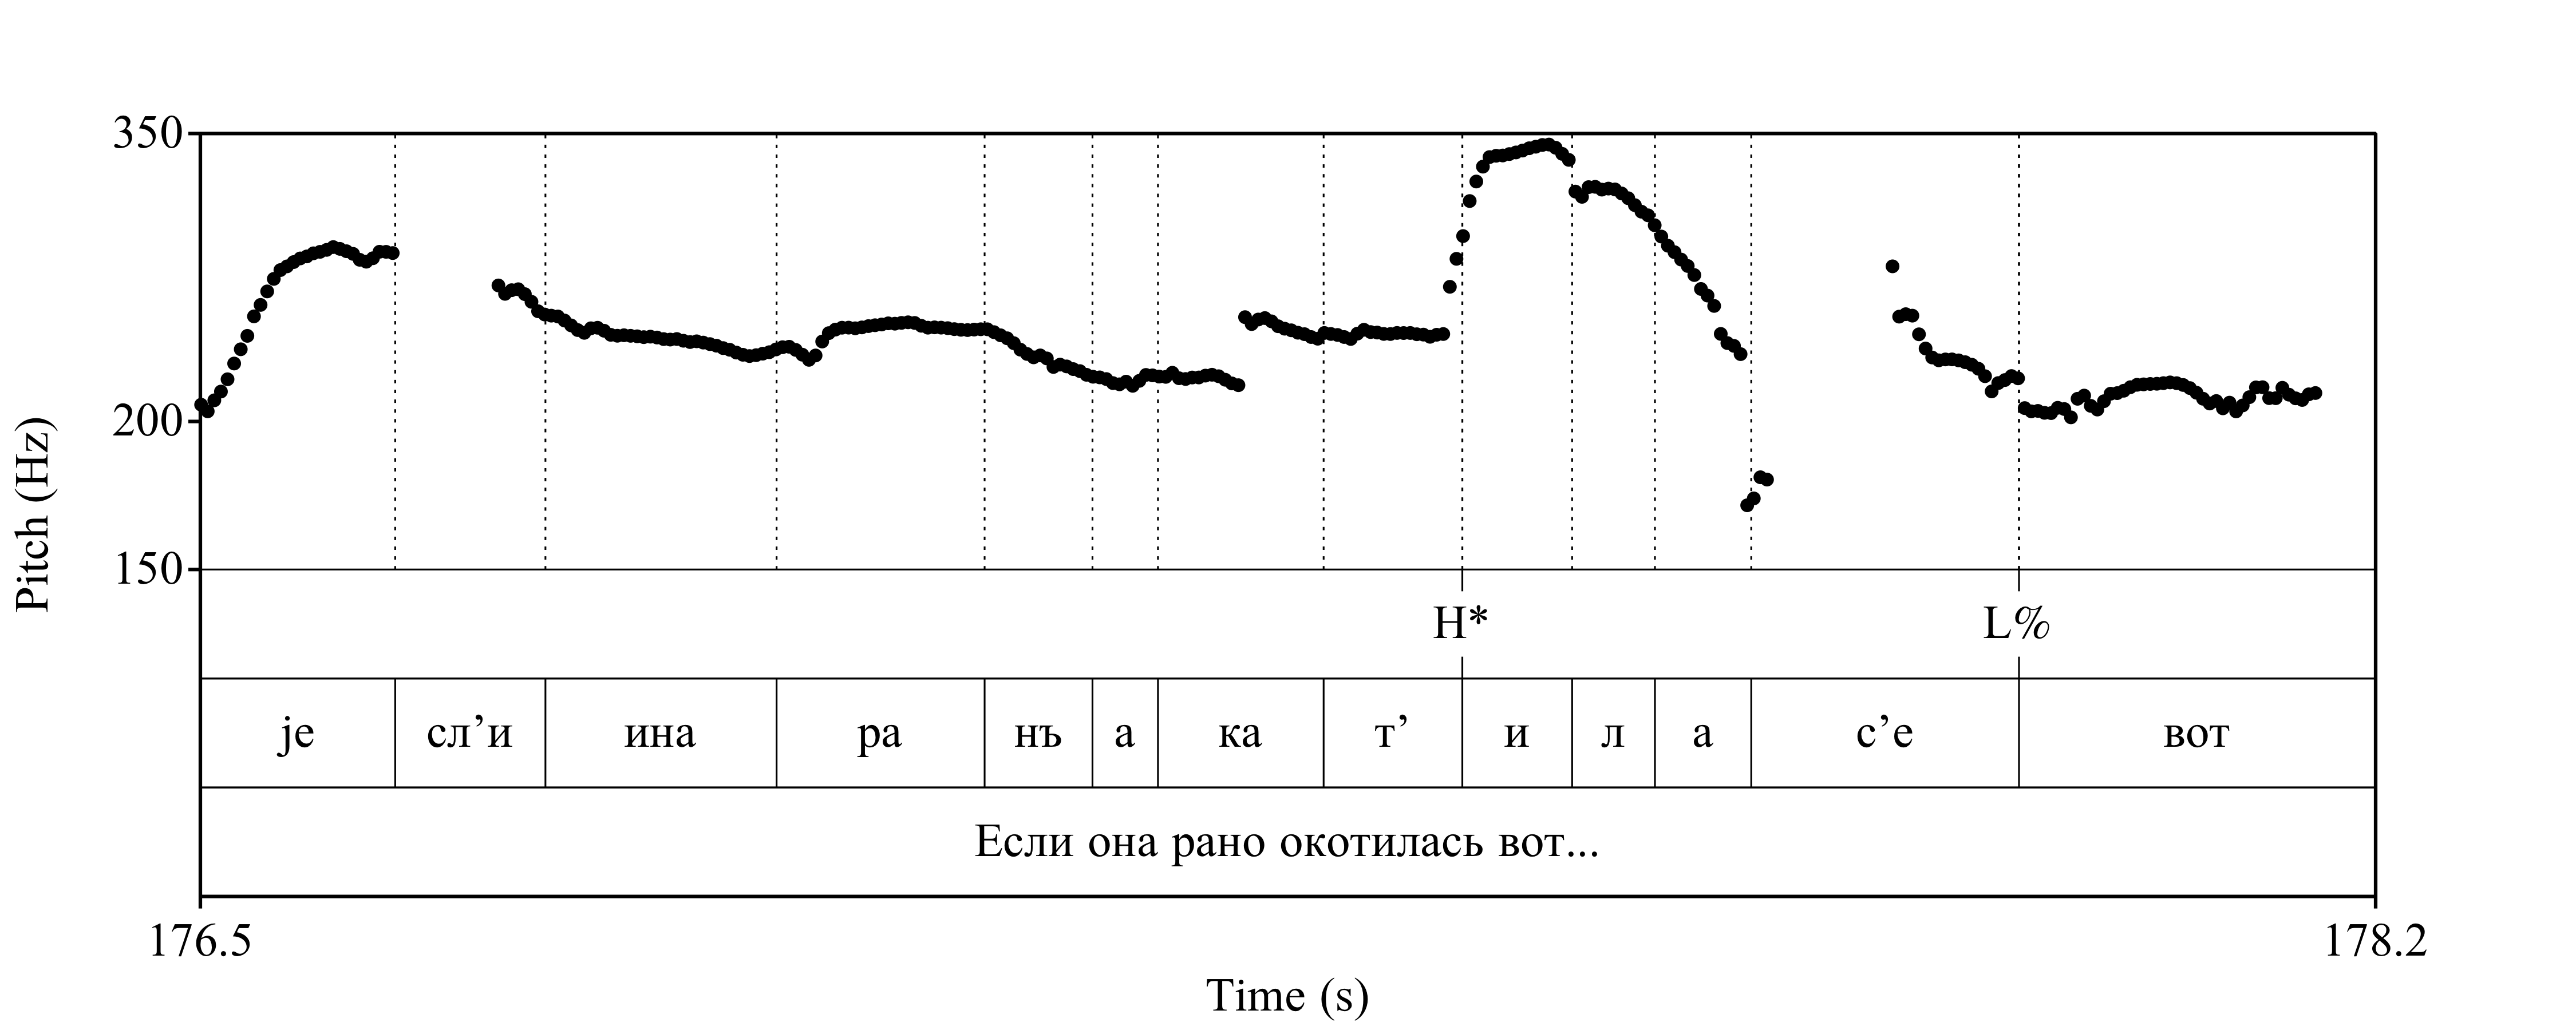 350
200
150
Pitch (Hz)
H* L%
је сл’и ина ра нъ а ка т’ и л а с’е вот
Если она рано окотилась вот...
176.5 178.2
Time (s)